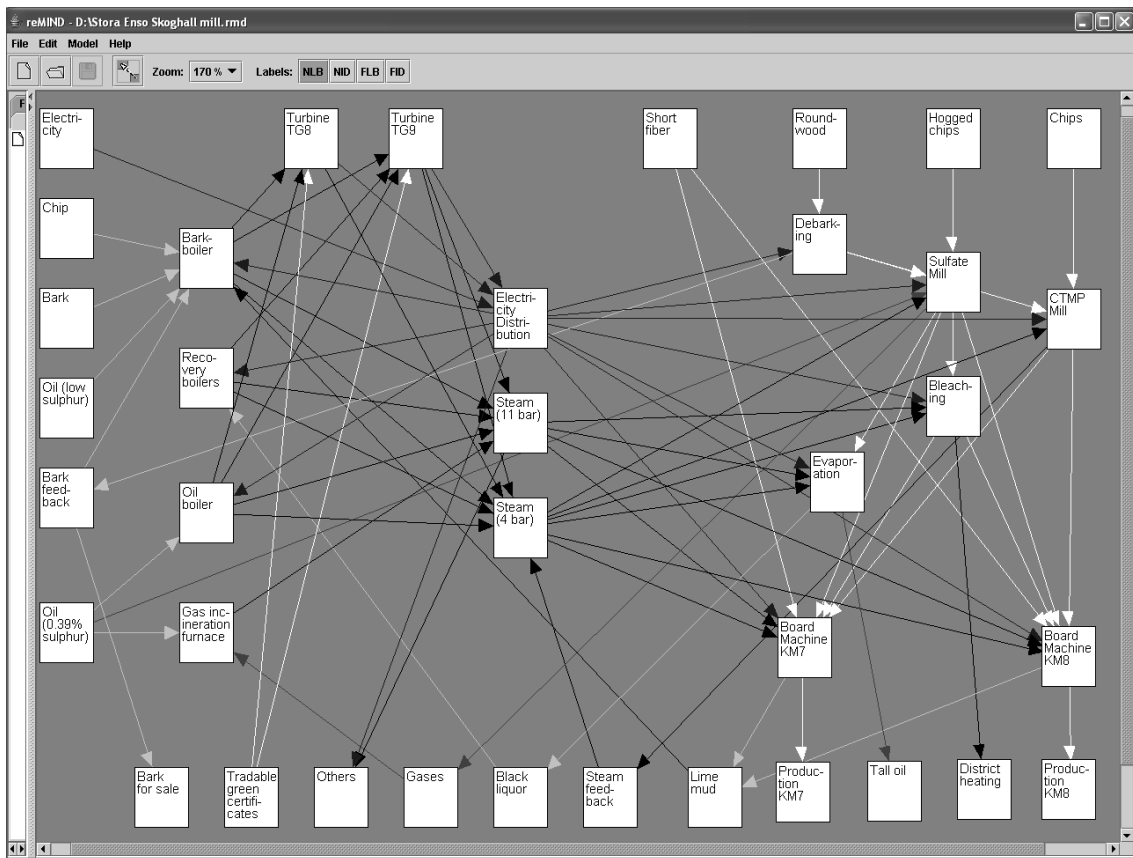 reMIND - D:\Stora Enso Skoghall mill.rmd
File Edit Model Help
Zoom: 170 % Labels: NLB NID FLB FID
F
Electri-
city
Turbine
TG8
Turbine
TG9
Short
fiber
Round-
wood
Hogged
chips
Chips
Chip
Bark-
boiler
Debark-
ing
Sulfate
Mill
CTMP
Mill
Bark
Electri-
city
Distri-
bution
Reco-
very
boilers
Oil (low
sulphur)
Steam
(11 bar)
Bleach-
ing
Bark
feed-
back
Oil
boiler
Steam
(4 bar)
Evapor-
ation
Oil
(0.39%
sulphur)
Gas inc-
ineration
furnace
Board
Machine
KM7
Board
Machine
KM8
Bark
for sale
Tradable
green
certifi-
cates
Others
Gases
Black
liquor
Steam
feed-
back
Lime
mud
Produc-
tion
KM7
Tall oil
District
heating
Produc-
tion
KM8